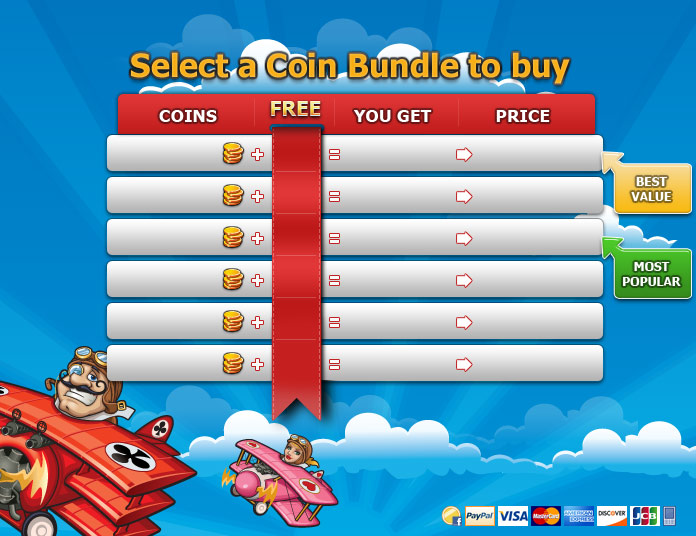 Select a Coin Bundle to buy
COINS FREE YOU GET PRICE
BEST
VALUE
MOST
POPULAR
PayPal VISA MasterCard AMERICAN EXPRESS DISCOVER JCB